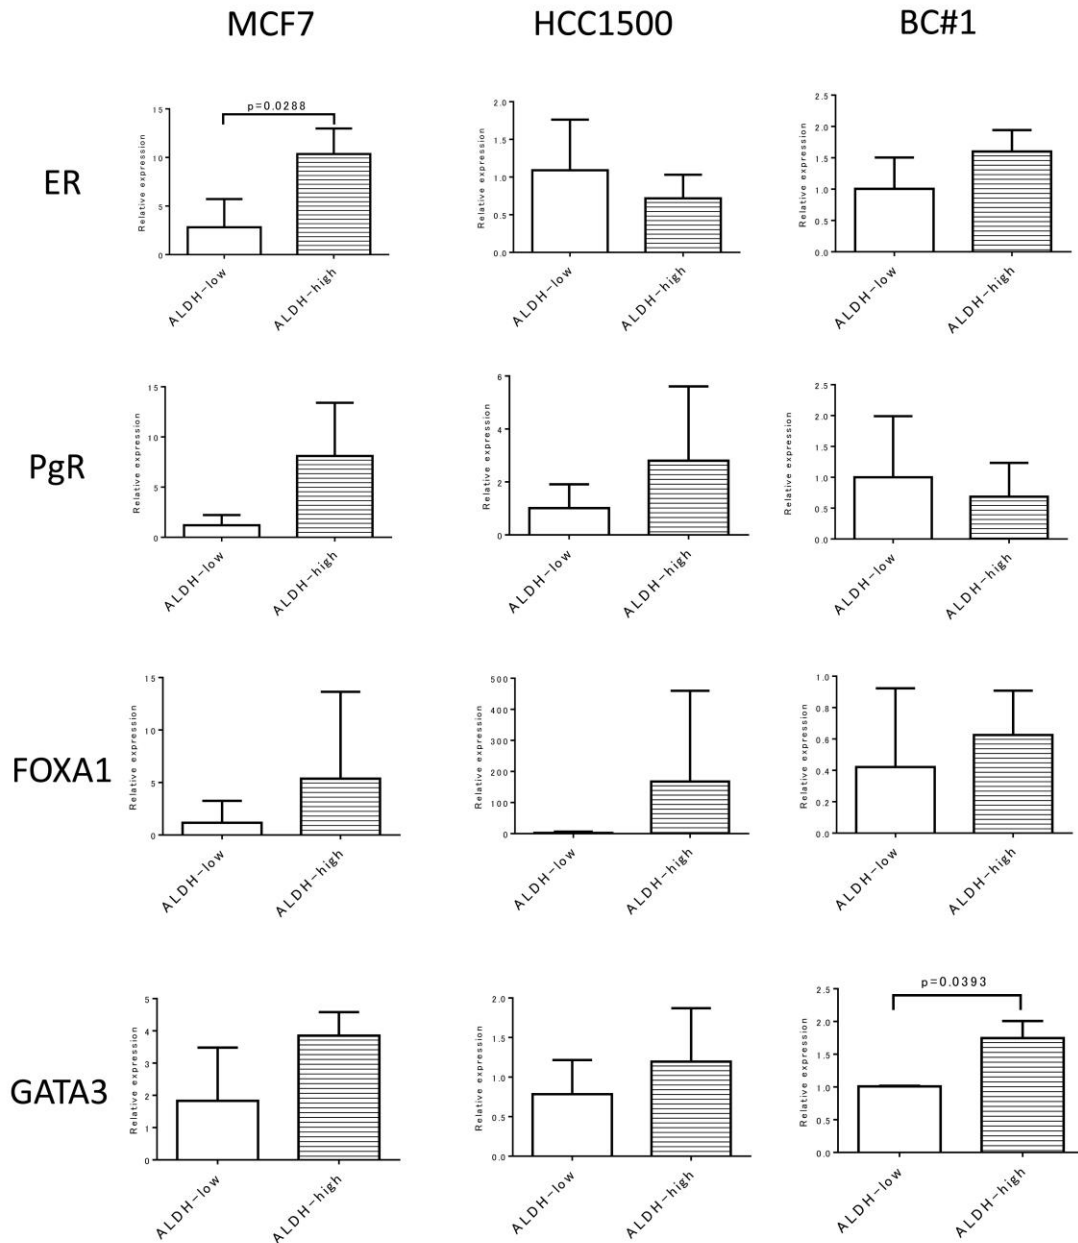 MCF7 HCC1500 BC#1
ER
p=0.0288
Relative expression
15
10
5
0
ALDH-low ALDH-high
Relative expression
2.0
1.5
1.0
0.5
0.0
ALDH-low ALDH-high
Relative expression
2.5
2.0
1.5
1.0
0.5
0.0
ALDH-low ALDH-high
PgR
Relative expression
15
10
5
0
ALDH-low ALDH-high
Relative expression
6
4
2
0
ALDH-low ALDH-high
Relative expression
2.5
2.0
1.5
1.0
0.5
0.0
ALDH-low ALDH-high
FOXA1
Relative expression
15
10
5
0
ALDH-low ALDH-high
Relative expression
500
400
300
200
100
0
ALDH-low ALDH-high
Relative expression
1.0
0.8
0.6
0.4
0.2
0.0
ALDH-low ALDH-high
GATA3
Relative expression
5
4
3
2
1
0
ALDH-low ALDH-high
Relative expression
2.0
1.5
1.0
0.5
0.0
ALDH-low ALDH-high
p=0.0393
Relative expression
2.5
2.0
1.5
1.0
0.5
0.0
ALDH-low ALDH-high